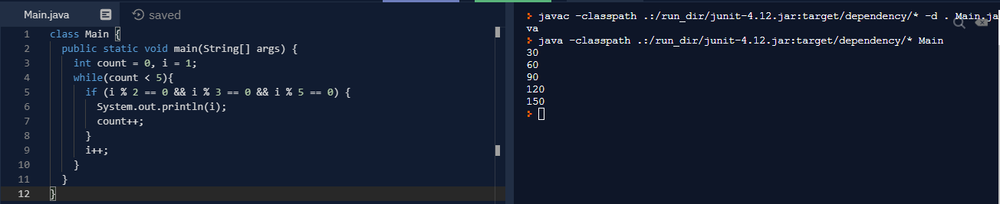 Main.java
saved
1 class Main {
2 public static void main(String[] args) {
3 int count = 0, i = 1;
4 while(count < 5){
5 if (i % 2 == 0 && i % 3 == 0 && i % 5 == 0) {
6 System.out.println(i);
7 count++;
8 }
9 i++;
10 }
11 }
12 }
javac -classpath .:/run_dir/junit-4.12.jar:target/dependency/* -d . Main.ja
va
java -classpath .:/run_dir/junit-4.12.jar:target/dependency/* Main
30
60
90
120
150